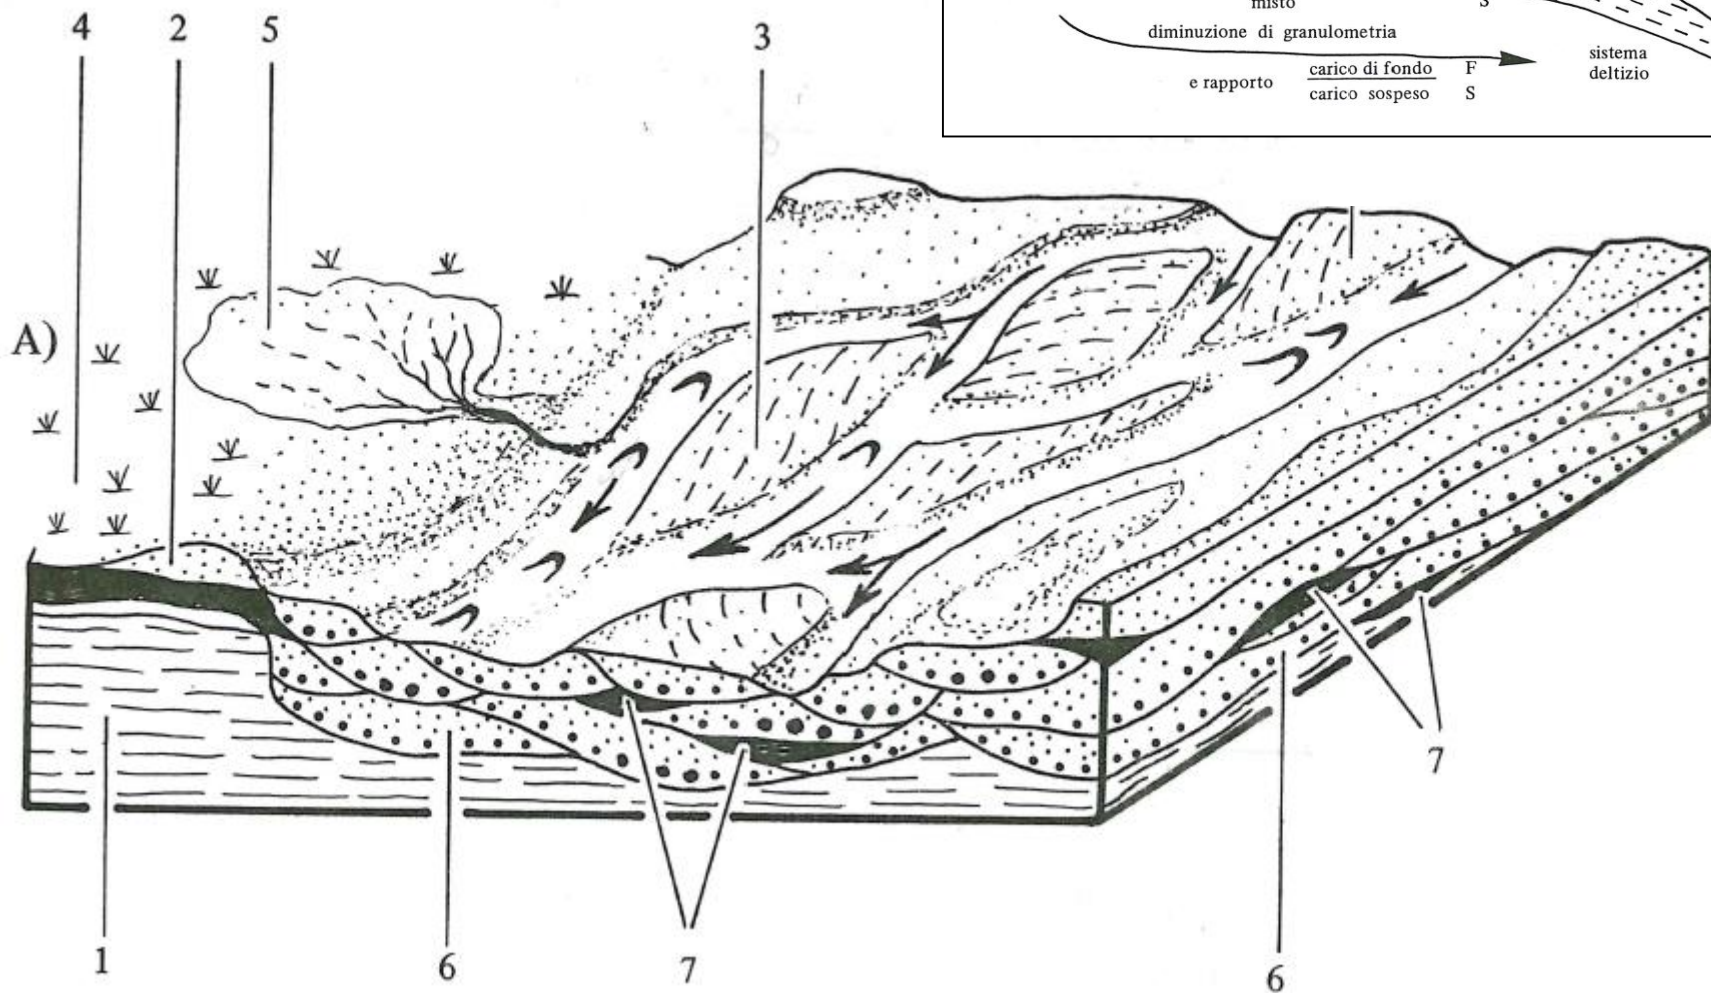 misto S
diminuzione di granulometria
sistema
deltizio
e rapporto carico di fondo F
carico sospeso S
4 2 5 3
A)
7
1 6 7 6